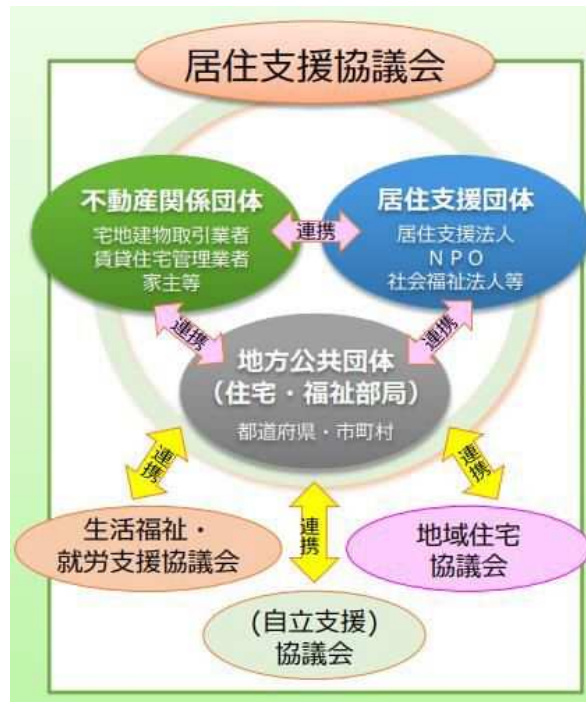 居住支援協議会
不動産関係団体
宅地建物取引業者
賃貸住宅管理業者
家主等
連携
居住支援団体
居住支援法人
ＮＰＯ
社会福祉法人等
連携
連携
地方公共団体
（住宅・福祉部局）
都道府県・市町村
連携
連携
連携
生活福祉・
就労支援協議会
(自立支援)
協議会
地域住宅
協議会